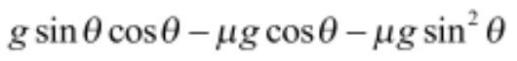 g sin θ cos θ – μg cos θ – μg sin² θ